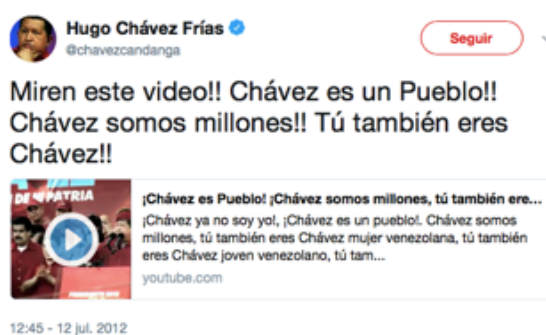 Hugo Chávez Frías
@chavezcandanga
Seguir
Miren este video!! Chávez es un Pueblo!!
Chávez somos millones!! Tú también eres
Chávez!!
DE MI PATRIA
¡Chávez es Pueblo! ¡Chávez somos millones, tú también ere...
¡Chávez ya no soy yo!, ¡Chávez es un pueblo!. Chávez somos
millones, tú también eres Chávez mujer venezolana, tú también
eres Chávez joven venezolano, tú tam...
youtube.com
12:45 - 12 jul. 2012